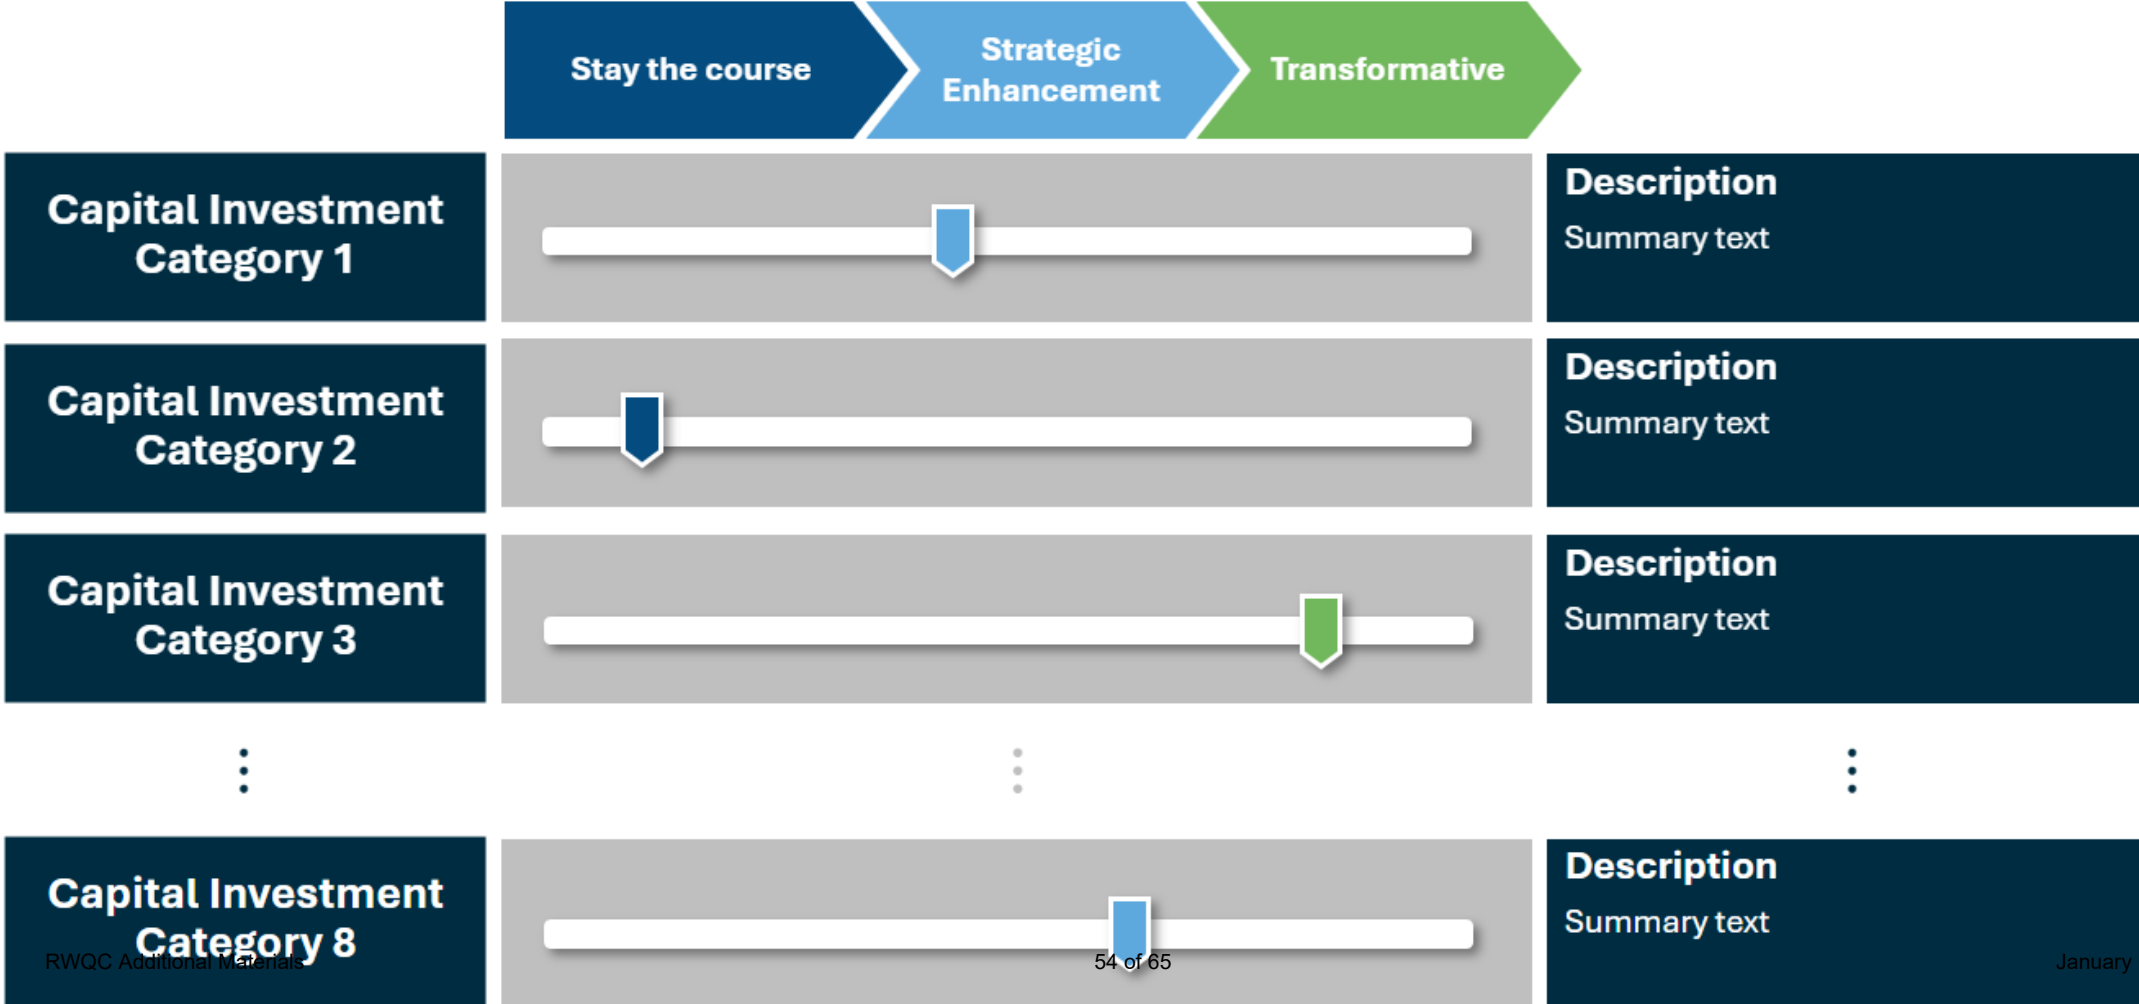 Stay the course
Strategic
Enhancement
Transformative
Capital Investment
Category 1
Description
Summary text
Capital Investment
Category 2
Description
Summary text
Capital Investment
Category 3
Description
Summary text
Capital Investment
Category 8
Description
Summary text
RWQC Additional Materials
54 of 65
January